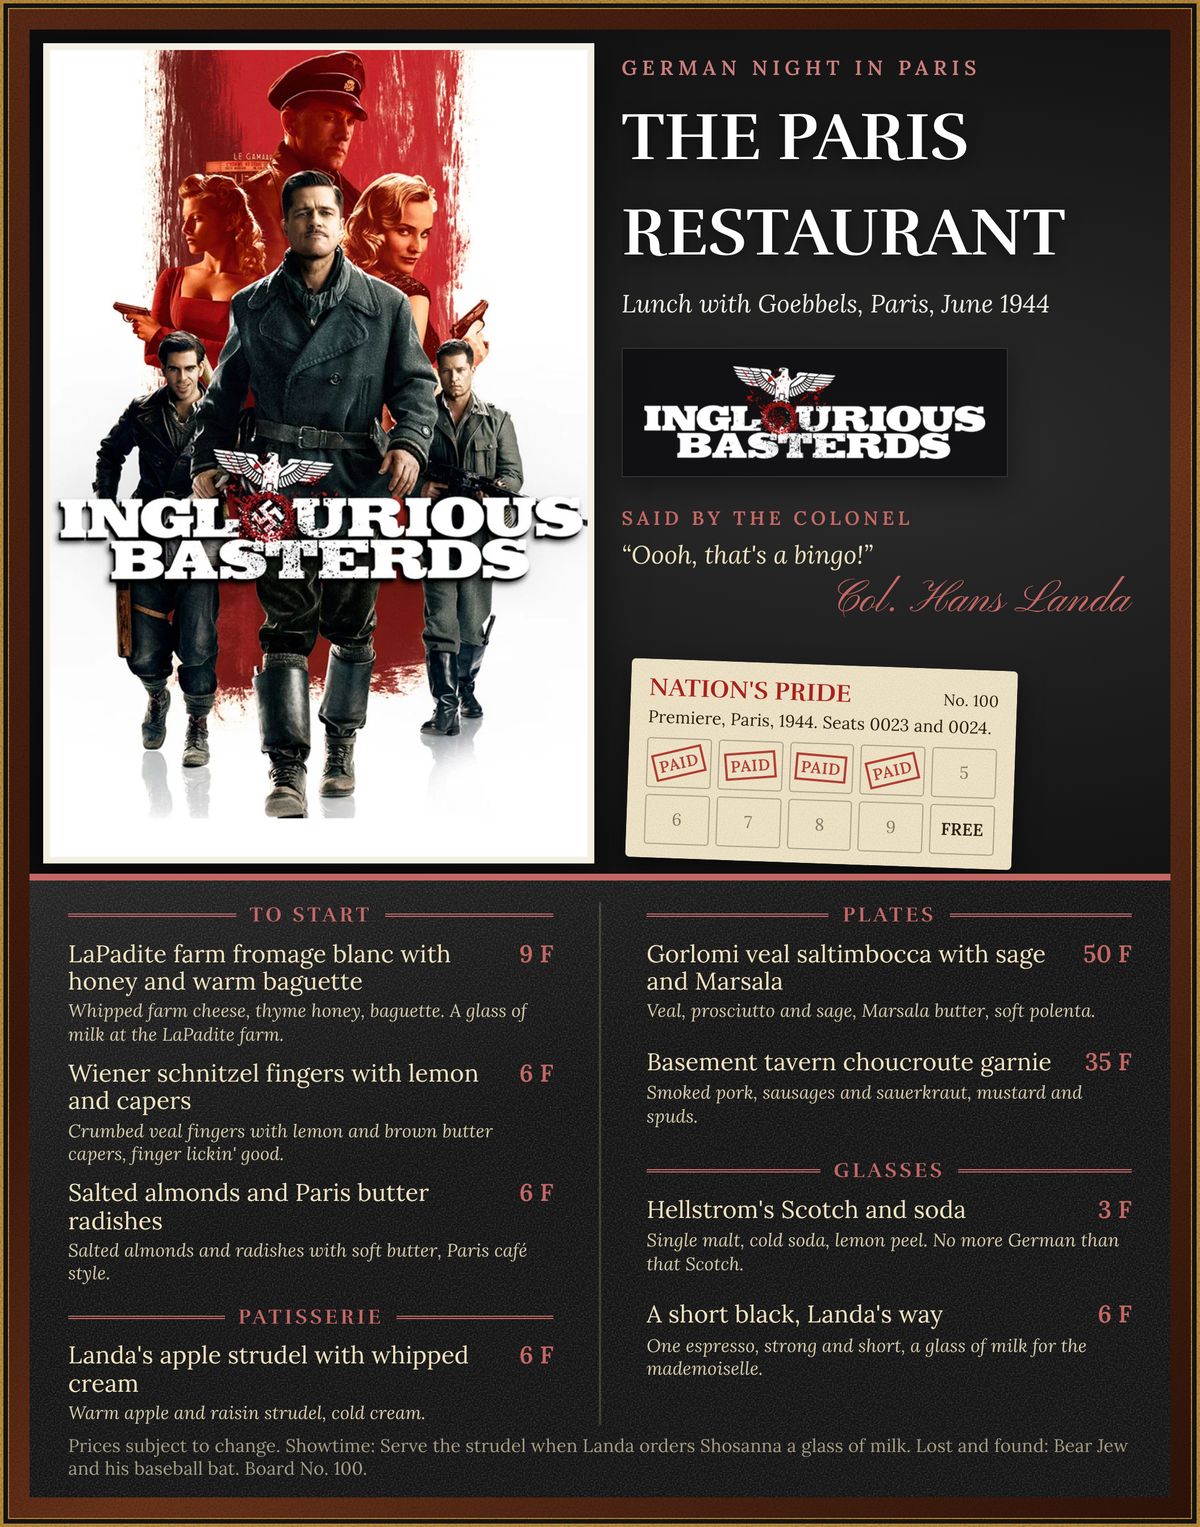 LE GAMAAR
INGLOURIOUS
BASTERDS
GERMAN NIGHT IN PARIS
THE PARIS
RESTAURANT
Lunch with Goebbels, Paris, June 1944
INGLOURIOUS
BASTERDS
SAID BY THE COLONEL
“Oooh, that's a bingo!”
Col. Hans Landa
NATION'S PRIDE
No. 100
Premiere, Paris, 1944. Seats 0023 and 0024.
PAID PAID PAID PAID 5
6 7 8 9 FREE
TO START
LaPadite farm fromage blanc with 9 F
honey and warm baguette
Whipped farm cheese, thyme honey, baguette. A glass of
milk at the LaPadite farm.
Wiener schnitzel fingers with lemon 6 F
and capers
Crumbed veal fingers with lemon and brown butter
capers, finger lickin' good.
Salted almonds and Paris butter 6 F
radishes
Salted almonds and radishes with soft butter, Paris café
style.
PATISSERIE
Landa's apple strudel with whipped 6 F
cream
Warm apple and raisin strudel, cold cream.
PLATES
Gorlomi veal saltimbocca with sage 50 F
and Marsala
Veal, prosciutto and sage, Marsala butter, soft polenta.
Basement tavern choucroute garnie 35 F
Smoked pork, sausages and sauerkraut, mustard and
spuds.
GLASSES
Hellstrom's Scotch and soda 3 F
Single malt, cold soda, lemon peel. No more German than
that Scotch.
A short black, Landa's way 6 F
One espresso, strong and short, a glass of milk for the
mademoiselle.
Prices subject to change. Showtime: Serve the strudel when Landa orders Shosanna a glass of milk. Lost and found: Bear Jew
and his baseball bat. Board No. 100.